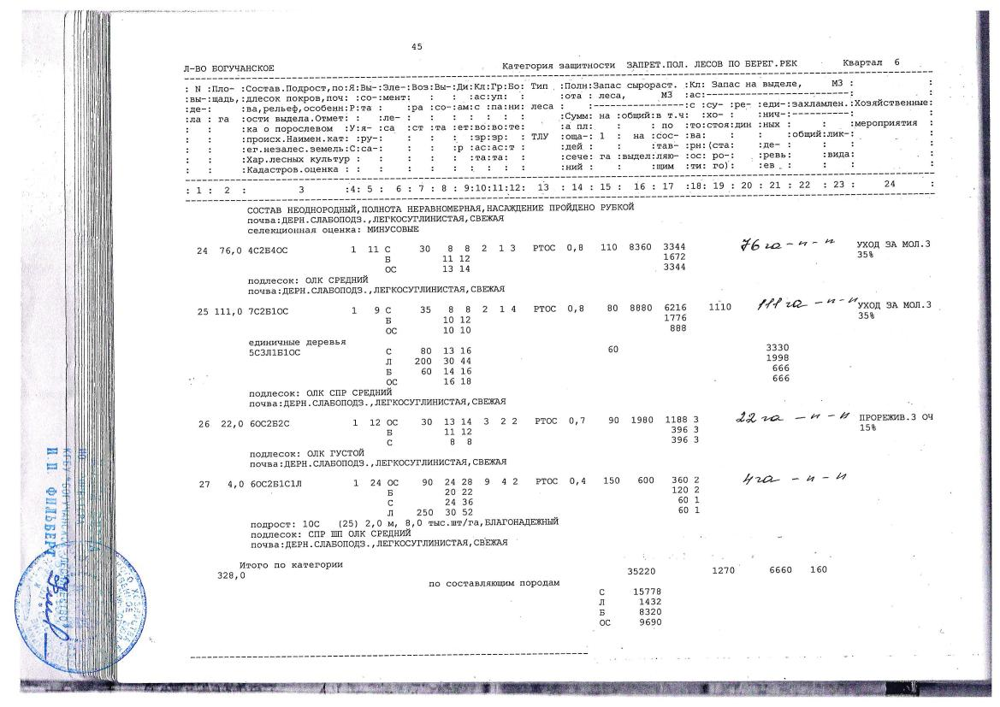 45
Л-ВО БОГУЧАНСКОЕ Категория защитности ЗАПРЕТ.ПОЛ. ЛЕСОВ ПО БЕРЕГ.РЕК Квартал 6
: N :Пло- :Состав.Подрост,по:Я:Вы-:Эле-:Воз:Вы-:Ди:Кл:Гр:Бо: Тип :Полн:Запас сырораст. :Кл: Запас на выделе, М3 : :
:вы-:щадь,:длесок покров,поч: :со-:мент: : : :ас:уп: : :ота : леса, М3 :ас:---------------------------: :
:де-: :ва,рельеф,особенн:Р:та : :ра :со-:ам:с :па:ни: леса : :-----------------:с :су- : ре- :еди-:захламлен.:Хозяйственные:
:ла : га :ости выдела.Отмет: : : ле- : : : : : : : :Сумм: на :общий:в т.ч: :хо- : :нич-:----------: :
: : :ка о порослевом :У:я- :са :ст :та :ет:во:во:те: :а пл: : : по :то:стоя:дин :ных : : :мероприятия :
: : :происх.Наимен.кат: :ру-: : : : :зр:зр: : ТЛУ :оща-: 1 : на :сос- :ва: : : :общий:лик-: :
: : :ег.незалес.земель:С:са-: : : :р :ас:ас:т : :дей : : :тав- :рн:(ста: :де- : : : :
: : :Хар.лесных культур : : : : : : :та:та: : :сече: га :выдел:ляю- :ос: ро-: :ревь: :вида: :
: : :Кадастров.оценка : : : : : : : : : : :ний : : :щим :ти: го): :ев : : : :
: 1 : 2 : 3 :4: 5 : 6 : 7 : 8 : 9:10:11:12: 13 : 14 : 15 : 16 : 17 :18: 19 : 20 : 21 : 22 : 23 : 24 :
СОСТАВ НЕОДНОРОДНЫЙ,ПОЛНОТА НЕРАВНОМЕРНАЯ,НАСАЖДЕНИЕ ПРОЙДЕНО РУБКОЙ
почва:ДЕРН.СЛАБОПОДЗ.,ЛЕГКОСУГЛИНИСТАЯ,СВЕЖАЯ
селекционная оценка: МИНУСОВЫЕ
24 76,0 4С2Б4ОС 1 11 С 30 8 8 2 1 3 РТОС 0,8 110 8360 3344 76 га - п - п УХОД ЗА МОЛ.3
Б 11 12 1672 35%
ОС 13 14 3344
подлесок: ОЛК СРЕДНИЙ
почва:ДЕРН.СЛАБОПОДЗ.,ЛЕГКОСУГЛИНИСТАЯ,СВЕЖАЯ
25 111,0 7С2Б1ОС 1 9 С 35 8 8 2 1 4 РТОС 0,8 80 8880 6216 1110 111 га - п - п УХОД ЗА МОЛ.3
Б 10 12 1776 35%
ОС 10 10 888
единичные деревья
5С3Л1Б1ОС С 80 13 16 60 3330
Л 200 30 44 1998
Б 60 14 16 666
ОС 16 18 666
подлесок: ОЛК СПР СРЕДНИЙ
почва:ДЕРН.СЛАБОПОДЗ.,ЛЕГКОСУГЛИНИСТАЯ,СВЕЖАЯ
26 22,0 6ОС2Б2С 1 12 ОС 30 13 14 3 2 2 РТОС 0,7 90 1980 1188 3 22 га - п - п ПРОРЕЖИВ.3 ОЧ
Б 11 12 396 3 15%
С 8 8 396 3
подлесок: ОЛК ГУСТОЙ
почва:ДЕРН.СЛАБОПОДЗ.,ЛЕГКОСУГЛИНИСТАЯ,СВЕЖАЯ
27 4,0 6ОС2Б1С1Л 1 24 ОС 90 24 28 9 4 2 РТОС 0,4 150 600 360 2 4 га - п - п
Б 20 22 120 2
С 24 36 60 1
Л 250 30 52 60 1
подрост: 10С (25) 2,0 м, 8,0 тыс.шт/га,БЛАГОНАДЕЖНЫЙ
подлесок: СПР ШП ОЛК СРЕДНИЙ
почва:ДЕРН.СЛАБОПОДЗ.,ЛЕГКОСУГЛИНИСТАЯ,СВЕЖАЯ
Итого по категории 35220 1270 6660 160
328,0
по составляющим породам
С 15778
Л 1432
Б 8320
ОС 9690
И.П. ФИЛЬБЕРТ